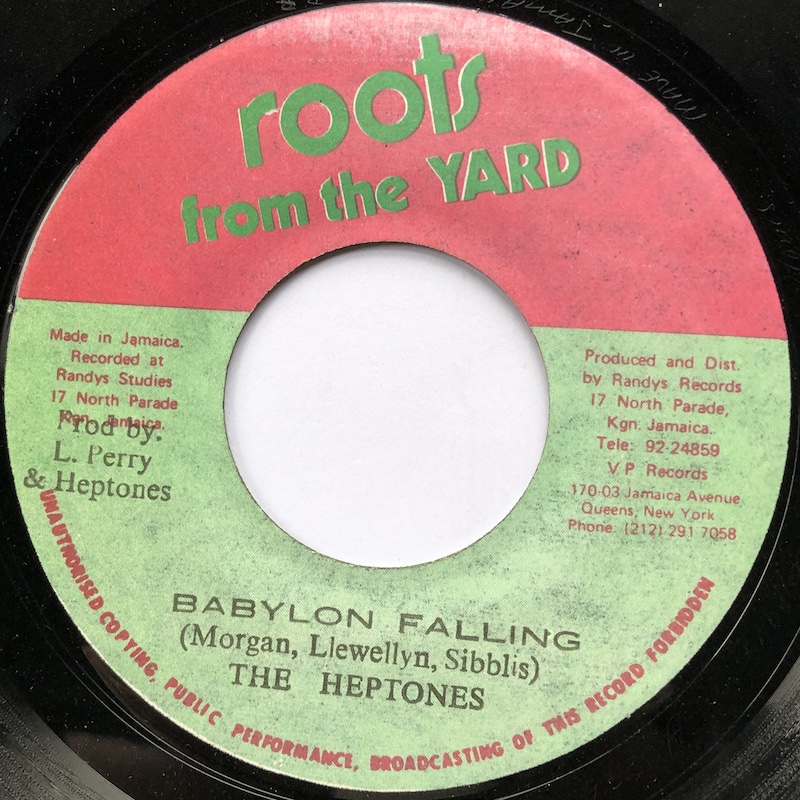 roots
from the YARD
Made in Jamaica.
Recorded at
Randys Studies
17 North Parade
Kgn. Jamaica.
Prod by:
L. Perry
& Heptones
Produced and Dist.
by Randys Records
17 North Parade,
Kgn. Jamaica.
Tele: 92-24859
V P Records
170-03 Jamaica Avenue
Queens, New York
Phone: (212) 291 7058
BABYLON FALLING
(Morgan, Llewellyn, Sibblis)
THE HEPTONES
UNAUTHORISED COPYING, PUBLIC PERFORMANCE, BROADCASTING OF THIS RECORD FORBIDDEN
MADE IN JAMAICA